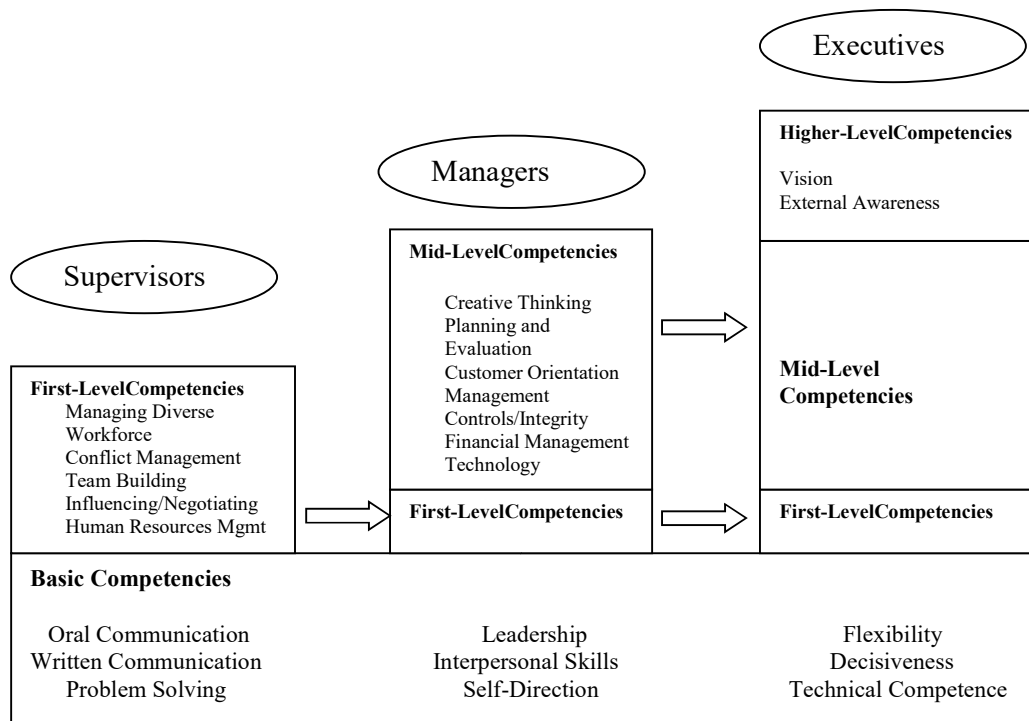 Executives
Higher-LevelCompetencies
Vision
External Awareness
Managers
Mid-LevelCompetencies
Creative Thinking
Planning and
Evaluation
Customer Orientation
Management
Controls/Integrity
Financial Management
Technology
Supervisors
First-LevelCompetencies
Managing Diverse
Workforce
Conflict Management
Team Building
Influencing/Negotiating
Human Resources Mgmt
Mid-Level
Competencies
First-LevelCompetencies
First-LevelCompetencies
Basic Competencies
Oral Communication
Written Communication
Problem Solving
Leadership
Interpersonal Skills
Self-Direction
Flexibility
Decisiveness
Technical Competence